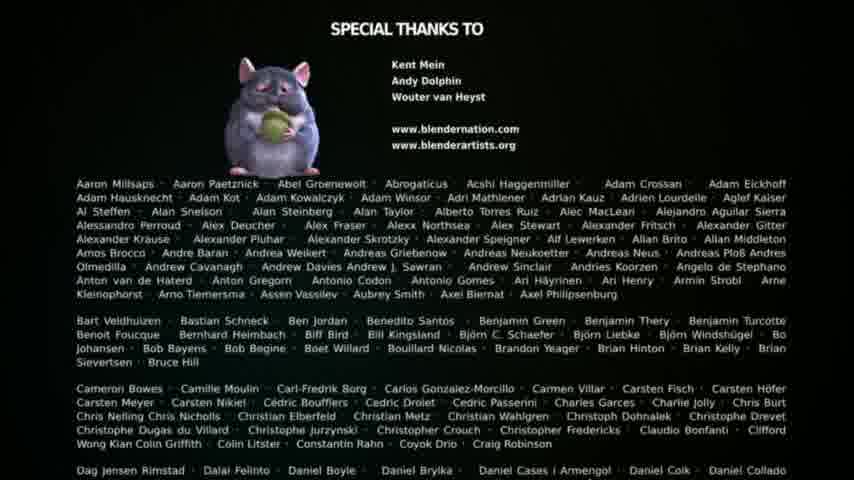 SPECIAL THANKS TO
Kent Mein
Andy Dolphin
Wouter van Heyst
www.blendernation.com
www.blenderartists.org
Aaron Millsaps · Aaron Paetznick · Abel Groenewolt · Abrogaticus · Acshi Haggenmiller · Adam Crossan · Adam Eickhoff
Adam Hausknecht · Adam Kot · Adam Kowalczyk · Adam Winsor · Adri Mathlener · Adrian Kauz · Adrien Lourdelle · Aglef Kaiser
Al Steffen · Alan Snelson · Alan Steinberg · Alan Taylor · Alberto Torres Ruiz · Alec MacLean · Alejandro Aguilar Sierra
Alessandro Perroud · Alex Deucher · Alex Fraser · Alexx Northsea · Alex Stewart · Alexander Fritsch · Alexander Gitter
Alexander Krause · Alexander Pluhar · Alexander Skrotzky · Alexander Speigner · Alf Lewerken · Allan Brito · Allan Middleton
Amos Brocco · Andre Baran · Andrea Weikert · Andreas Griebenow · Andreas Neukoetter · Andreas Neus · Andreas Ploß Andres
Olmedilla · Andrew Cavanagh · Andrew Davies Andrew J. Sawran · Andrew Sinclair · Andries Koorzen · Angelo de Stephano
Anton van de Haterd · Anton Gregorn · Antonio Codon · Antonio Gomes · Ari Häyrinen · Ari Henry · Armin Strobl · Arne
Kleinophorst · Arno Tiemersma · Assen Vassilev · Aubrey Smith · Axel Biernat · Axel Philipsenburg
Bart Veldhuizen · Bastian Schneck · Ben Jordan · Benedito Santos · Benjamin Green · Benjamin Thery · Benjamin Turcotte
Benoit Foucque · Bernhard Heimbach · Biff Bird · Bill Kingsland · Björn C. Schaefer · Björn Liebke · Björn Windshügel · Bo
Johansen · Bob Bayens · Bob Begine · Boet Willard · Bouillard Nicolas · Brandon Yeager · Brian Hinton · Brian Kelly · Brian
Sievertsen · Bruce Hill
Cameron Bowes · Camille Moulin · Carl-Fredrik Borg · Carlos Gonzalez-Morcillo · Carmen Villar · Carsten Fisch · Carsten Höfer
Carsten Meyer · Carsten Nikiel · Cédric Boufflers · Cedric Drolet · Cedric Passerini · Charles Garces · Charlie Jolly · Chris Burt
Chris Nelling Chris Nicholls · Christian Elberfeld · Christian Metz · Christian Wahlgren · Christoph Dohnalek · Christophe Drevet
Christophe Dugas du Villard · Christophe Jurzynski · Christopher Crouch · Christopher Fredericks · Claudio Bonfanti · Clifford
Wong Kian Colin Griffith · Colin Litster · Constantin Rahn · Coyok Drio · Craig Robinson
Dag Jensen Rimstad · Dalai Felinto · Daniel Boyle · Daniel Brylka · Daniel Cases i Armengol · Daniel Colk · Daniel Collado